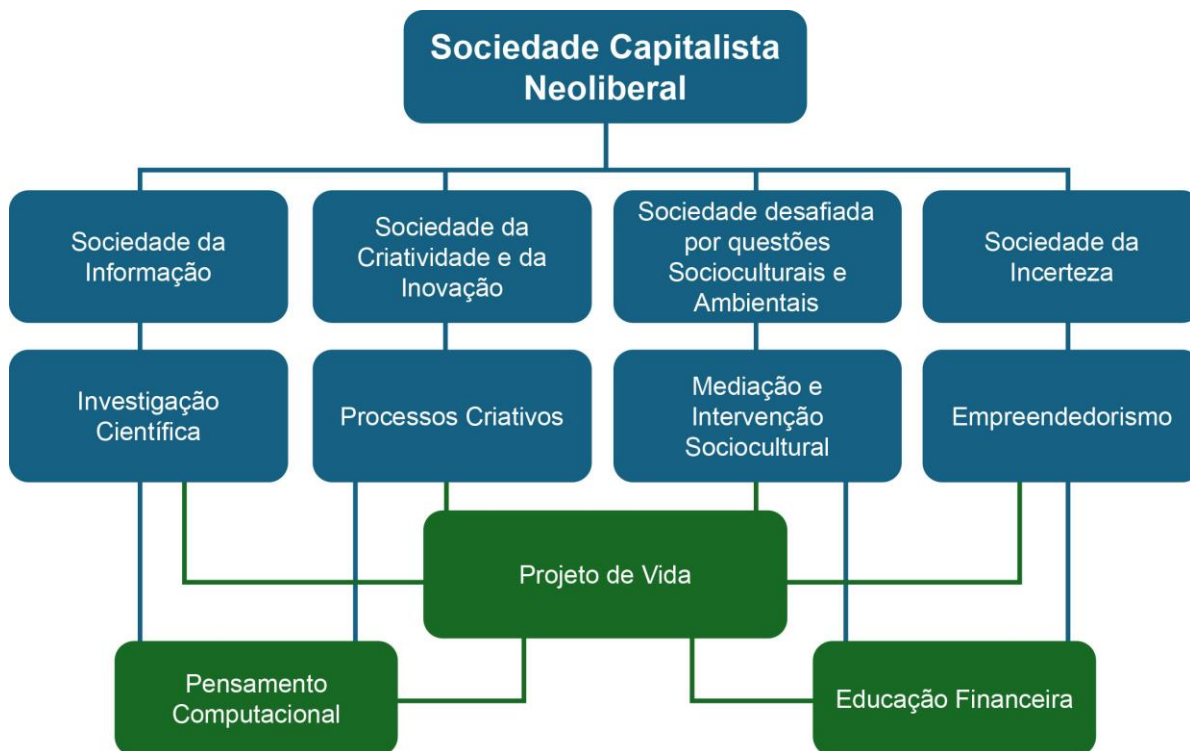 Sociedade Capitalista
Neoliberal
Sociedade da
Informação
Sociedade da
Criatividade e da
Inovação
Sociedade desafiada
por questões
Socioculturais e
Ambientais
Sociedade da
Incerteza
Investigação
Científica
Processos Criativos
Mediação e
Intervenção
Sociocultural
Empreendedorismo
Projeto de Vida
Pensamento
Computacional
Educação Financeira